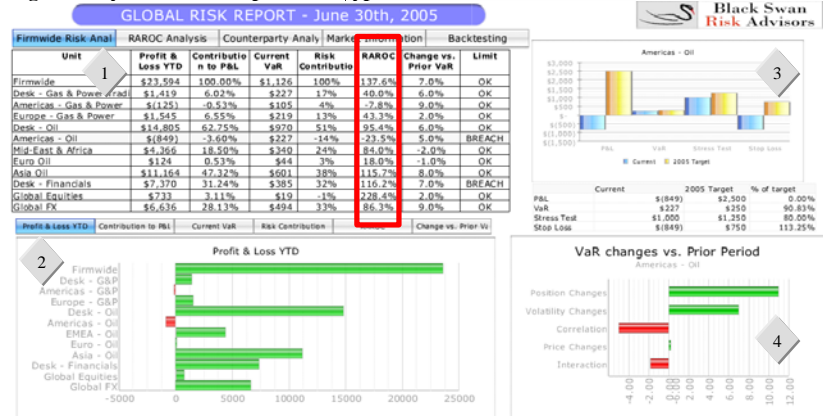 GLOBAL RISK REPORT - June 30th, 2005
Black Swan
Risk Advisors
Firmwide Risk Anal RAROC Analysis Counterparty Analy Market Information Backtesting
Unit Profit & Loss YTD Contributio n to P&L Current VaR Risk Contributio RAROC Change vs. Prior VaR Limit
Firmwide $23,594 100.00% $1,126 100% 137.6% 7.0% OK
Desk - Gas & Power Tradi $1,419 6.02% $227 17% 40.0% 6.0% OK
Americas - Gas & Power $(125) -0.53% $105 4% -7.8% 9.0% OK
Europe - Gas & Power $1,545 6.55% $219 13% 43.3% 2.0% OK
Desk - Oil $14,805 62.75% $970 51% 95.4% 6.0% OK
Americas - Oil $(849) -3.60% $227 -14% -23.5% 5.0% BREACH
Mid-East & Africa $4,366 18.50% $340 24% 84.0% -2.0% OK
Euro Oil $124 0.53% $44 3% 18.0% -1.0% OK
Asia Oil $11,164 47.32% $601 38% 115.7% 8.0% OK
Desk - Financials $7,370 31.24% $385 32% 116.2% 7.0% BREACH
Global Equities $733 3.11% $19 -1% 228.4% 2.0% OK
Global FX $6,636 28.13% $494 33% 86.3% 9.0% OK
1
Profit & Loss YTD Contribution to P&L Current VaR Risk Contribution Change vs. Prior Va
2
Profit & Loss YTD
Firmwide
Desk - G&P
Americas - G&P
Europe - G&P
Desk - Oil
Americas - Oil
EMEA - Oil
Euro - Oil
Asia - Oil
Desk - Financials
Global Equities
Global FX
-5000 0 5000 10000 15000 20000 25000
Americas - Oil
3
$3,000
$2,500
$2,000
$1,500
$1,000
$500
$-
$(500)
$(1,000)
$(1,500)
P&L VaR Stress Test Stop Loss
Current 2005 Target
Current 2005 Target % of target
P&L $(849) $2,500 0.00%
VaR $227 $250 90.83%
Stress Test $1,000 $1,250 80.00%
Stop Loss $(849) $750 113.25%
VaR changes vs. Prior Period
Americas - Oil
Position Changes
Volatility Changes
Correlation
Price Changes
Interaction
4
-4.00 -2.00 0.00 2.00 4.00 6.00 8.00 10.00 12.00